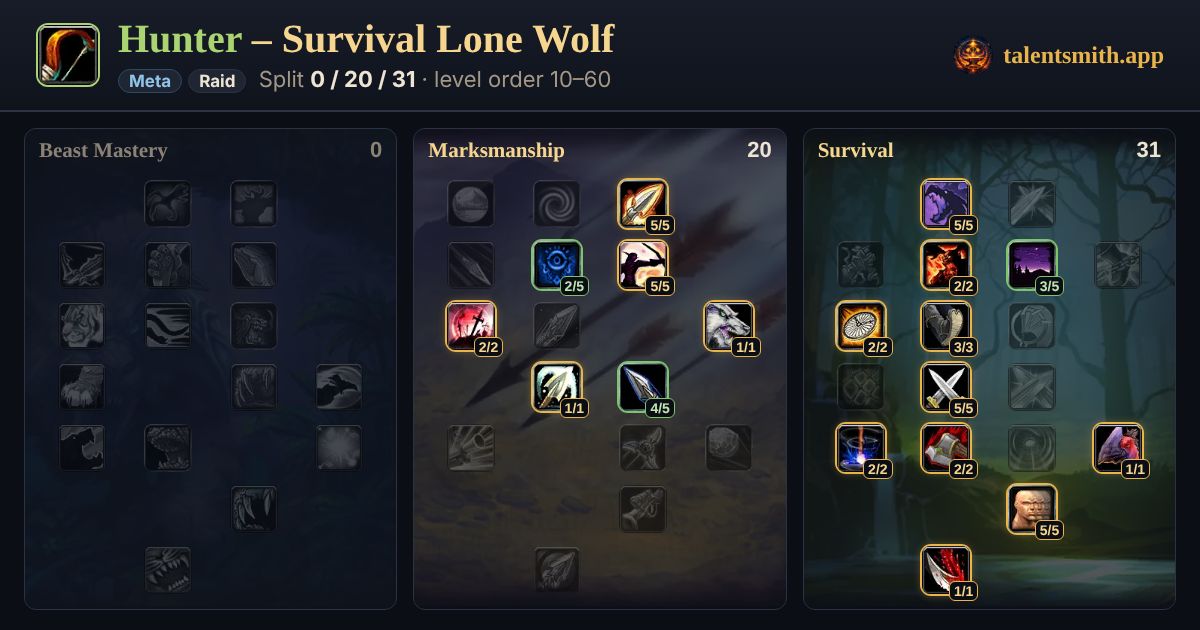 Hunter – Survival Lone Wolf
Meta Raid Split 0 / 20 / 31 · level order 10–60
talentsmith.app
Beast Mastery 0
Marksmanship 20
5/5
2/5 5/5
2/2 1/1
1/1 4/5
Survival 31
5/5
2/2 3/5
2/2 3/3
5/5
2/2 2/2 1/1
5/5
1/1